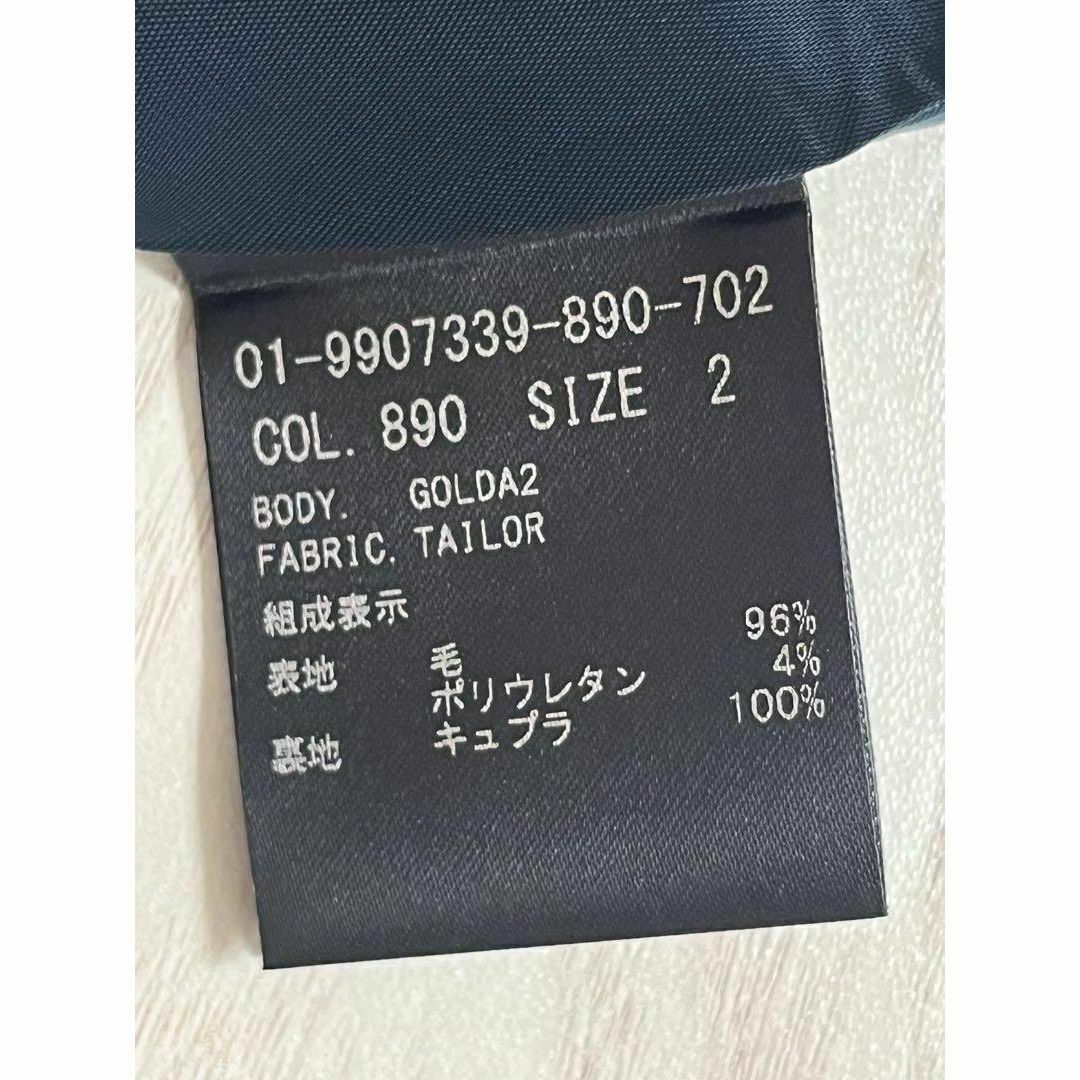 01-9907339-890-702
COL. 890 SIZE 2
BODY. GOLDA2
FABRIC. TAILOR
組成表示
表地 毛 96%
ポリウレタン 4%
裏地 キュプラ 100%